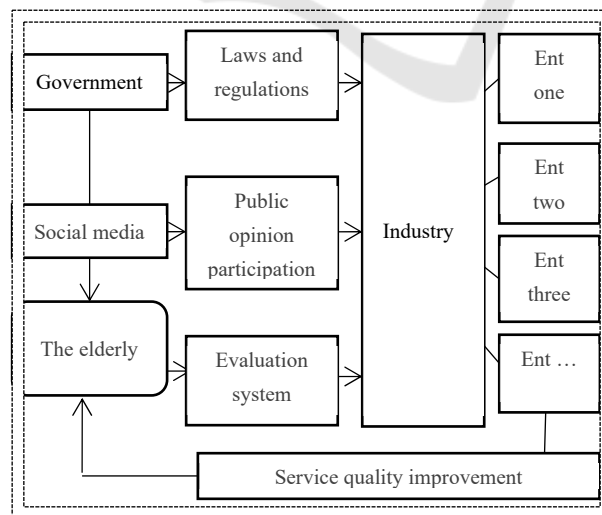 Government
Laws and
regulations
Social media
Public
opinion
participation
The elderly
Evaluation
system
Industry
Ent
one
Ent
two
Ent
three
Ent …
Service quality improvement